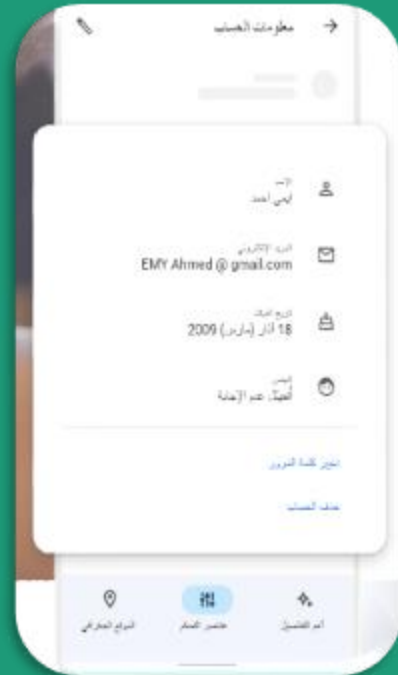 معلومات الحساب
الاسم
ايمي أحمد
البريد الإلكتروني
EMY Ahmed @ gmail.com
تاريخ الميلاد
18 آذار (مارس) 2009
الجنس
أفضِّل عدم الإجابة
تغيير كلمة المرور
حذف الحساب
أهم التفاصيل
عناصر التحكم
الموقع الجغرافي